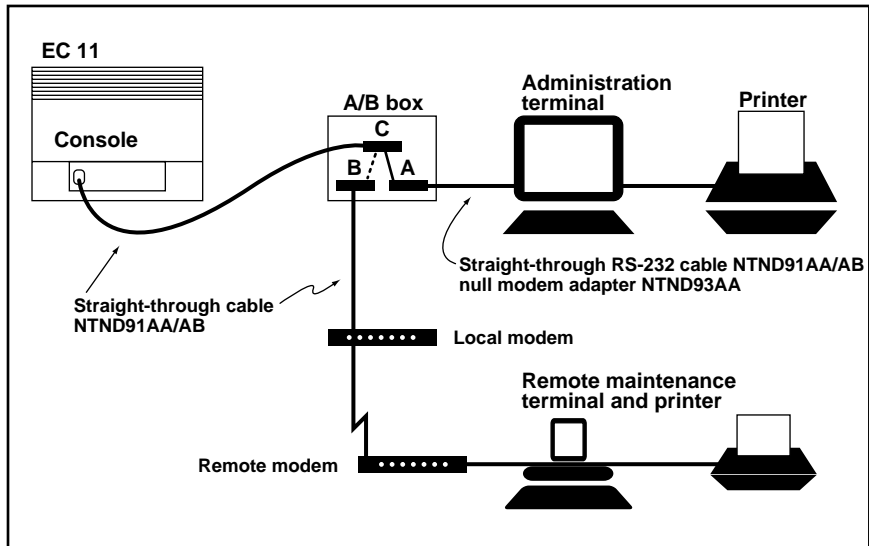 EC 11
Console
A/B box
C
B
A
Administration
terminal
Printer
Straight-through RS-232 cable NTND91AA/AB
null modem adapter NTND93AA
Straight-through cable
NTND91AA/AB
Local modem
Remote maintenance
terminal and printer
Remote modem